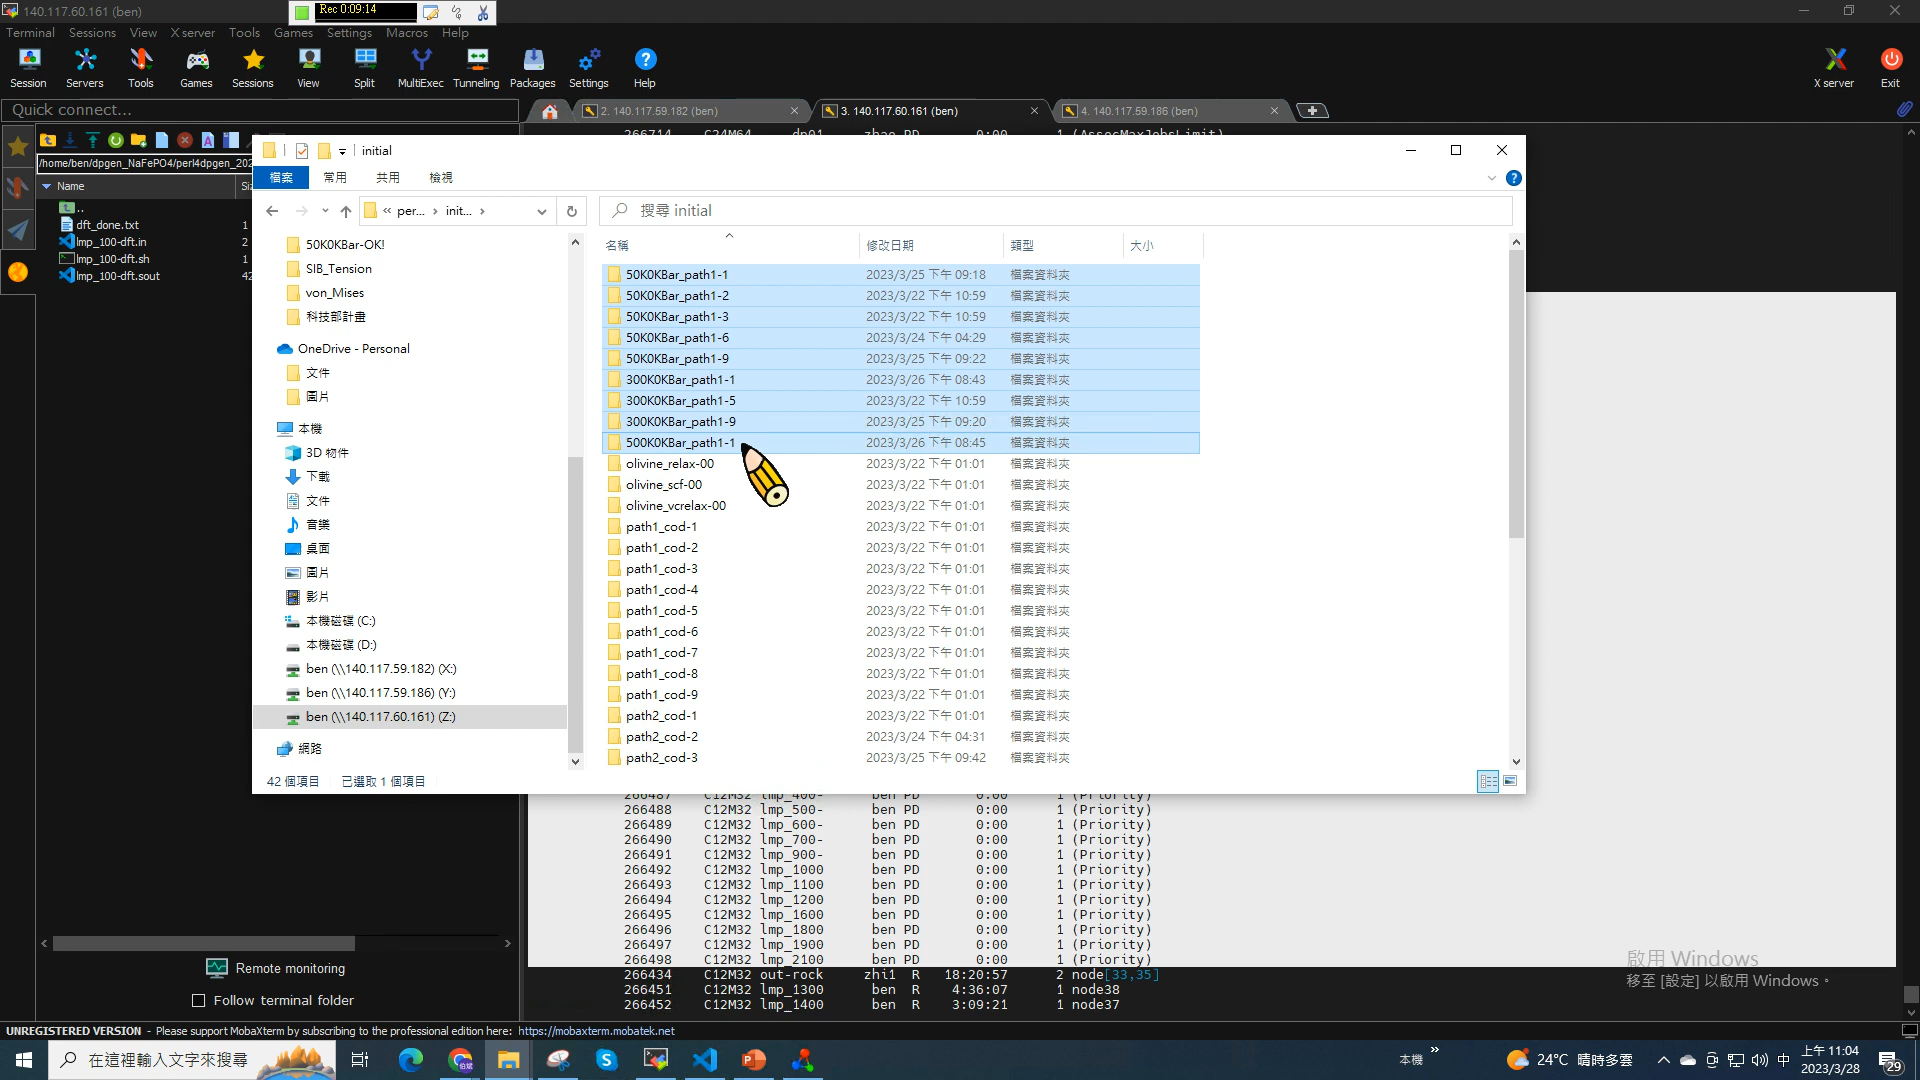 140.117.60.161 (ben)
Rec 0:09:14
Terminal Sessions View X server Tools Games Settings Macros Help
Session Servers Tools Games Sessions View Split MultiExec Tunneling Packages Settings Help X server Exit
Quick connect...
2. 140.117.59.182 (ben)
3. 140.117.60.161 (ben)
4. 140.117.59.186 (ben)
/home/ben/dpgen_NaFePO4/perl4dpgen_202
Name
..
dft_done.txt 1
lmp_100-dft.in 2
lmp_100-dft.sh 1
lmp_100-dft.sout 42
266714 C24M64 dp01 zhao PD 0:00 1 (AssocMaxJobsLimit)
initial
檔案 常用 共用 檢視
« per... › init... ›
搜尋 initial
50K0KBar-OK!
SIB_Tension
von_Mises
科技部計畫
OneDrive - Personal
文件
圖片
本機
3D 物件
下載
文件
音樂
桌面
圖片
影片
本機磁碟 (C:)
本機磁碟 (D:)
ben (\\140.117.59.182) (X:)
ben (\\140.117.59.186) (Y:)
ben (\\140.117.60.161) (Z:)
網路
名稱 修改日期 類型 大小
50K0KBar_path1-1 2023/3/25 下午 09:18 檔案資料夾
50K0KBar_path1-2 2023/3/22 下午 10:59 檔案資料夾
50K0KBar_path1-3 2023/3/22 下午 10:59 檔案資料夾
50K0KBar_path1-6 2023/3/24 下午 04:29 檔案資料夾
50K0KBar_path1-9 2023/3/25 下午 09:22 檔案資料夾
300K0KBar_path1-1 2023/3/26 下午 08:43 檔案資料夾
300K0KBar_path1-5 2023/3/22 下午 10:59 檔案資料夾
300K0KBar_path1-9 2023/3/25 下午 09:20 檔案資料夾
500K0KBar_path1-1 2023/3/26 下午 08:45 檔案資料夾
olivine_relax-00 2023/3/22 下午 01:01 檔案資料夾
olivine_scf-00 2023/3/22 下午 01:01 檔案資料夾
olivine_vcrelax-00 2023/3/22 下午 01:01 檔案資料夾
path1_cod-1 2023/3/22 下午 01:01 檔案資料夾
path1_cod-2 2023/3/22 下午 01:01 檔案資料夾
path1_cod-3 2023/3/22 下午 01:01 檔案資料夾
path1_cod-4 2023/3/22 下午 01:01 檔案資料夾
path1_cod-5 2023/3/22 下午 01:01 檔案資料夾
path1_cod-6 2023/3/22 下午 01:01 檔案資料夾
path1_cod-7 2023/3/22 下午 01:01 檔案資料夾
path1_cod-8 2023/3/22 下午 01:01 檔案資料夾
path1_cod-9 2023/3/22 下午 01:01 檔案資料夾
path2_cod-1 2023/3/22 下午 01:01 檔案資料夾
path2_cod-2 2023/3/24 下午 04:31 檔案資料夾
path2_cod-3 2023/3/25 下午 09:42 檔案資料夾
42 個項目 已選取 1 個項目
266487 C12M32 lmp_400- ben PD 0:00 1 (Priority)
266488 C12M32 lmp_500- ben PD 0:00 1 (Priority)
266489 C12M32 lmp_600- ben PD 0:00 1 (Priority)
266490 C12M32 lmp_700- ben PD 0:00 1 (Priority)
266491 C12M32 lmp_900- ben PD 0:00 1 (Priority)
266492 C12M32 lmp_1000 ben PD 0:00 1 (Priority)
266493 C12M32 lmp_1100 ben PD 0:00 1 (Priority)
266494 C12M32 lmp_1200 ben PD 0:00 1 (Priority)
266495 C12M32 lmp_1600 ben PD 0:00 1 (Priority)
266496 C12M32 lmp_1800 ben PD 0:00 1 (Priority)
266497 C12M32 lmp_1900 ben PD 0:00 1 (Priority)
266498 C12M32 lmp_2100 ben PD 0:00 1 (Priority)
266434 C12M32 out-rock zhi1 R 18:20:57 2 node[33,35]
266451 C12M32 lmp_1300 ben R 4:36:07 1 node38
266452 C12M32 lmp_1400 ben R 3:09:21 1 node37
Remote monitoring
Follow terminal folder
啟用 Windows
移至 [設定] 以啟用 Windows。
UNREGISTERED VERSION - Please support MobaXterm by subscribing to the professional edition here: https://mobaxterm.mobatek.net
在這裡輸入文字來搜尋
本機
24°C 晴時多雲
中
上午 11:04
2023/3/28
29